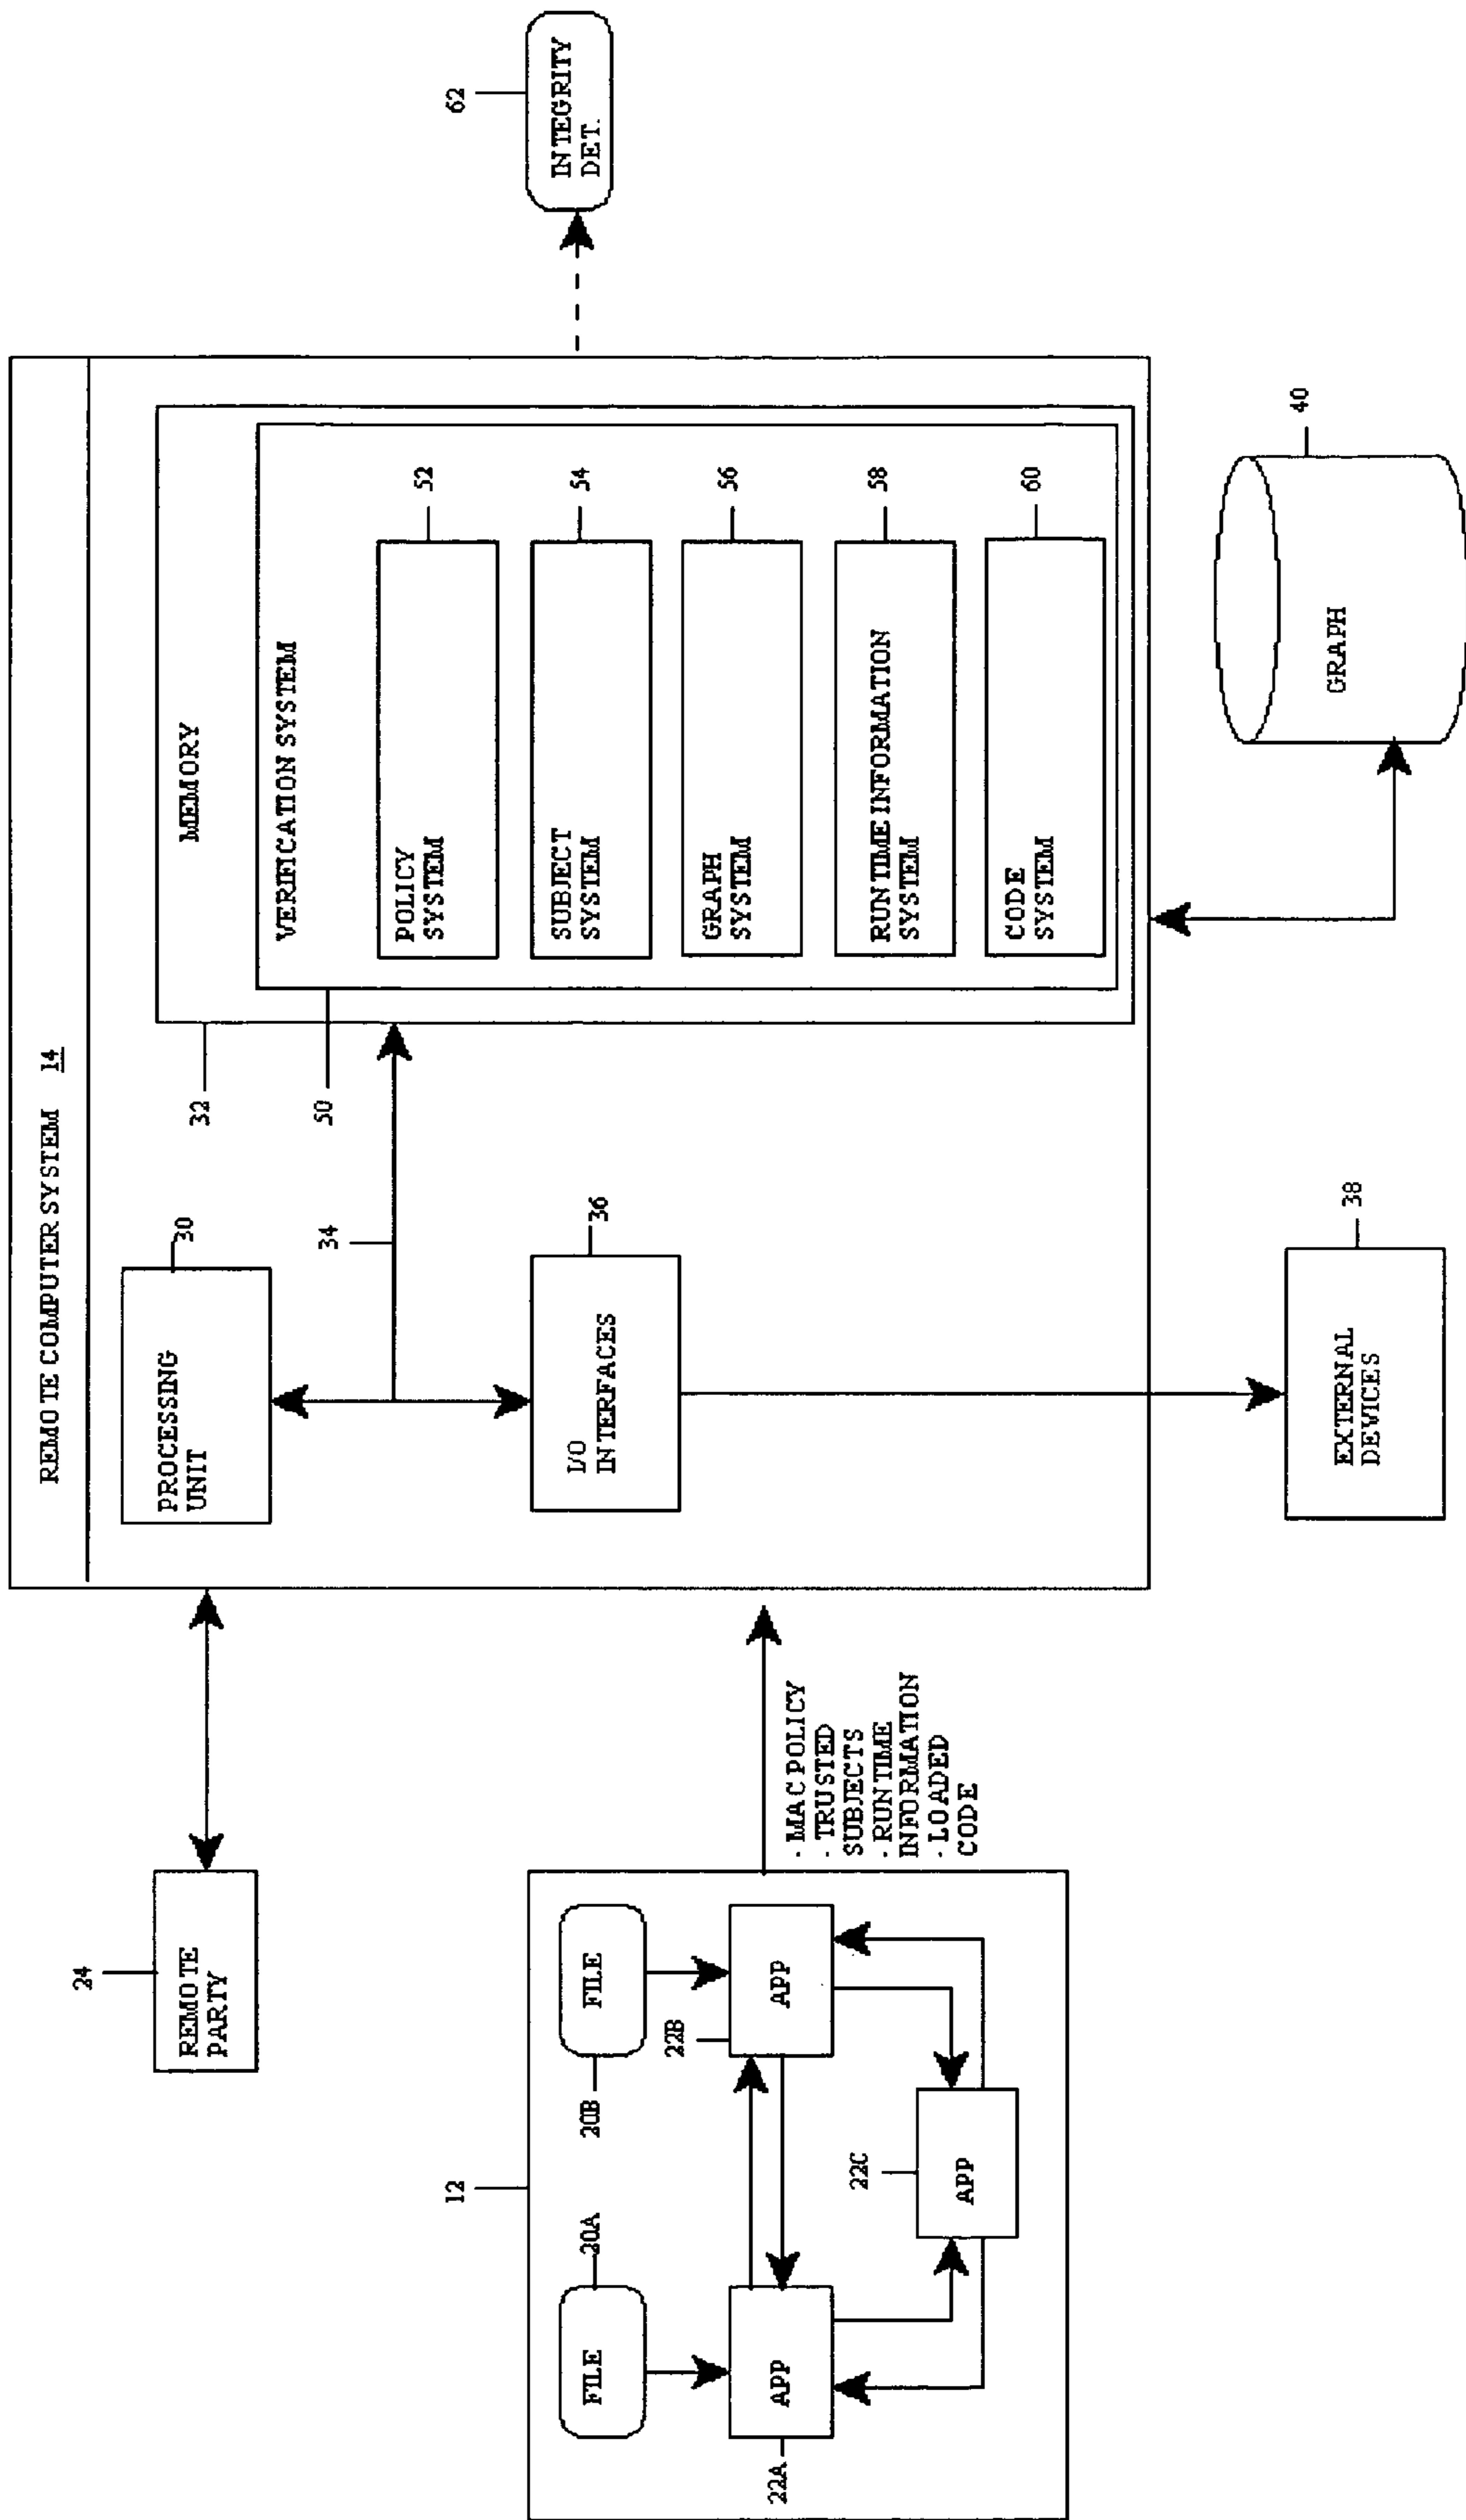 REMOTE COMPUTER SYSTEM 14
24
REMOTE
PARTY
PROCESSING
UNIT
30
34
I/O
INTERFACES
36
32
MEMORY
50
VERIFICATION SYSTEM
POLICY
SYSTEM
52
SUBJECT
SYSTEM
54
GRAPH
SYSTEM
56
RUNTIME INFORMATION
SYSTEM
58
CODE
SYSTEM
60
62
INTEGRITY
DET.
12
20A
FILE
20B
FILE
22A
APP
22B
APP
22C
APP
· MAC POLICY
· TRUSTED
SUBJECTS
· RUNTIME
INFORMATION
· LOADED
CODE
EXTERNAL
DEVICES
38
GRAPH
40